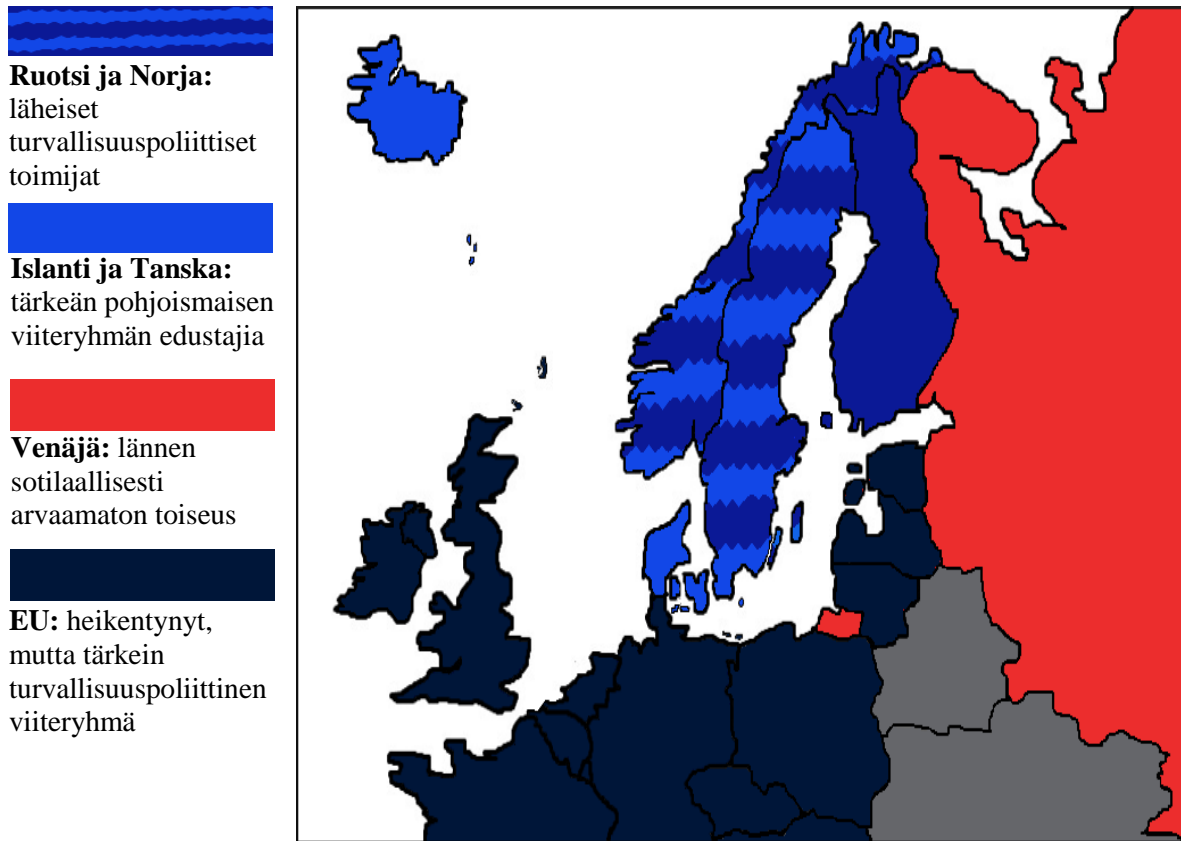 Ruotsi ja Norja:
läheiset
turvallisuuspoliittiset
toimijat
Islanti ja Tanska:
tärkeän pohjoismaisen
viiteryhmän edustajia
Venäjä: lännen
sotilaallisesti
arvaamaton toiseus
EU: heikentynyt,
mutta tärkein
turvallisuuspoliittinen
viiteryhmä